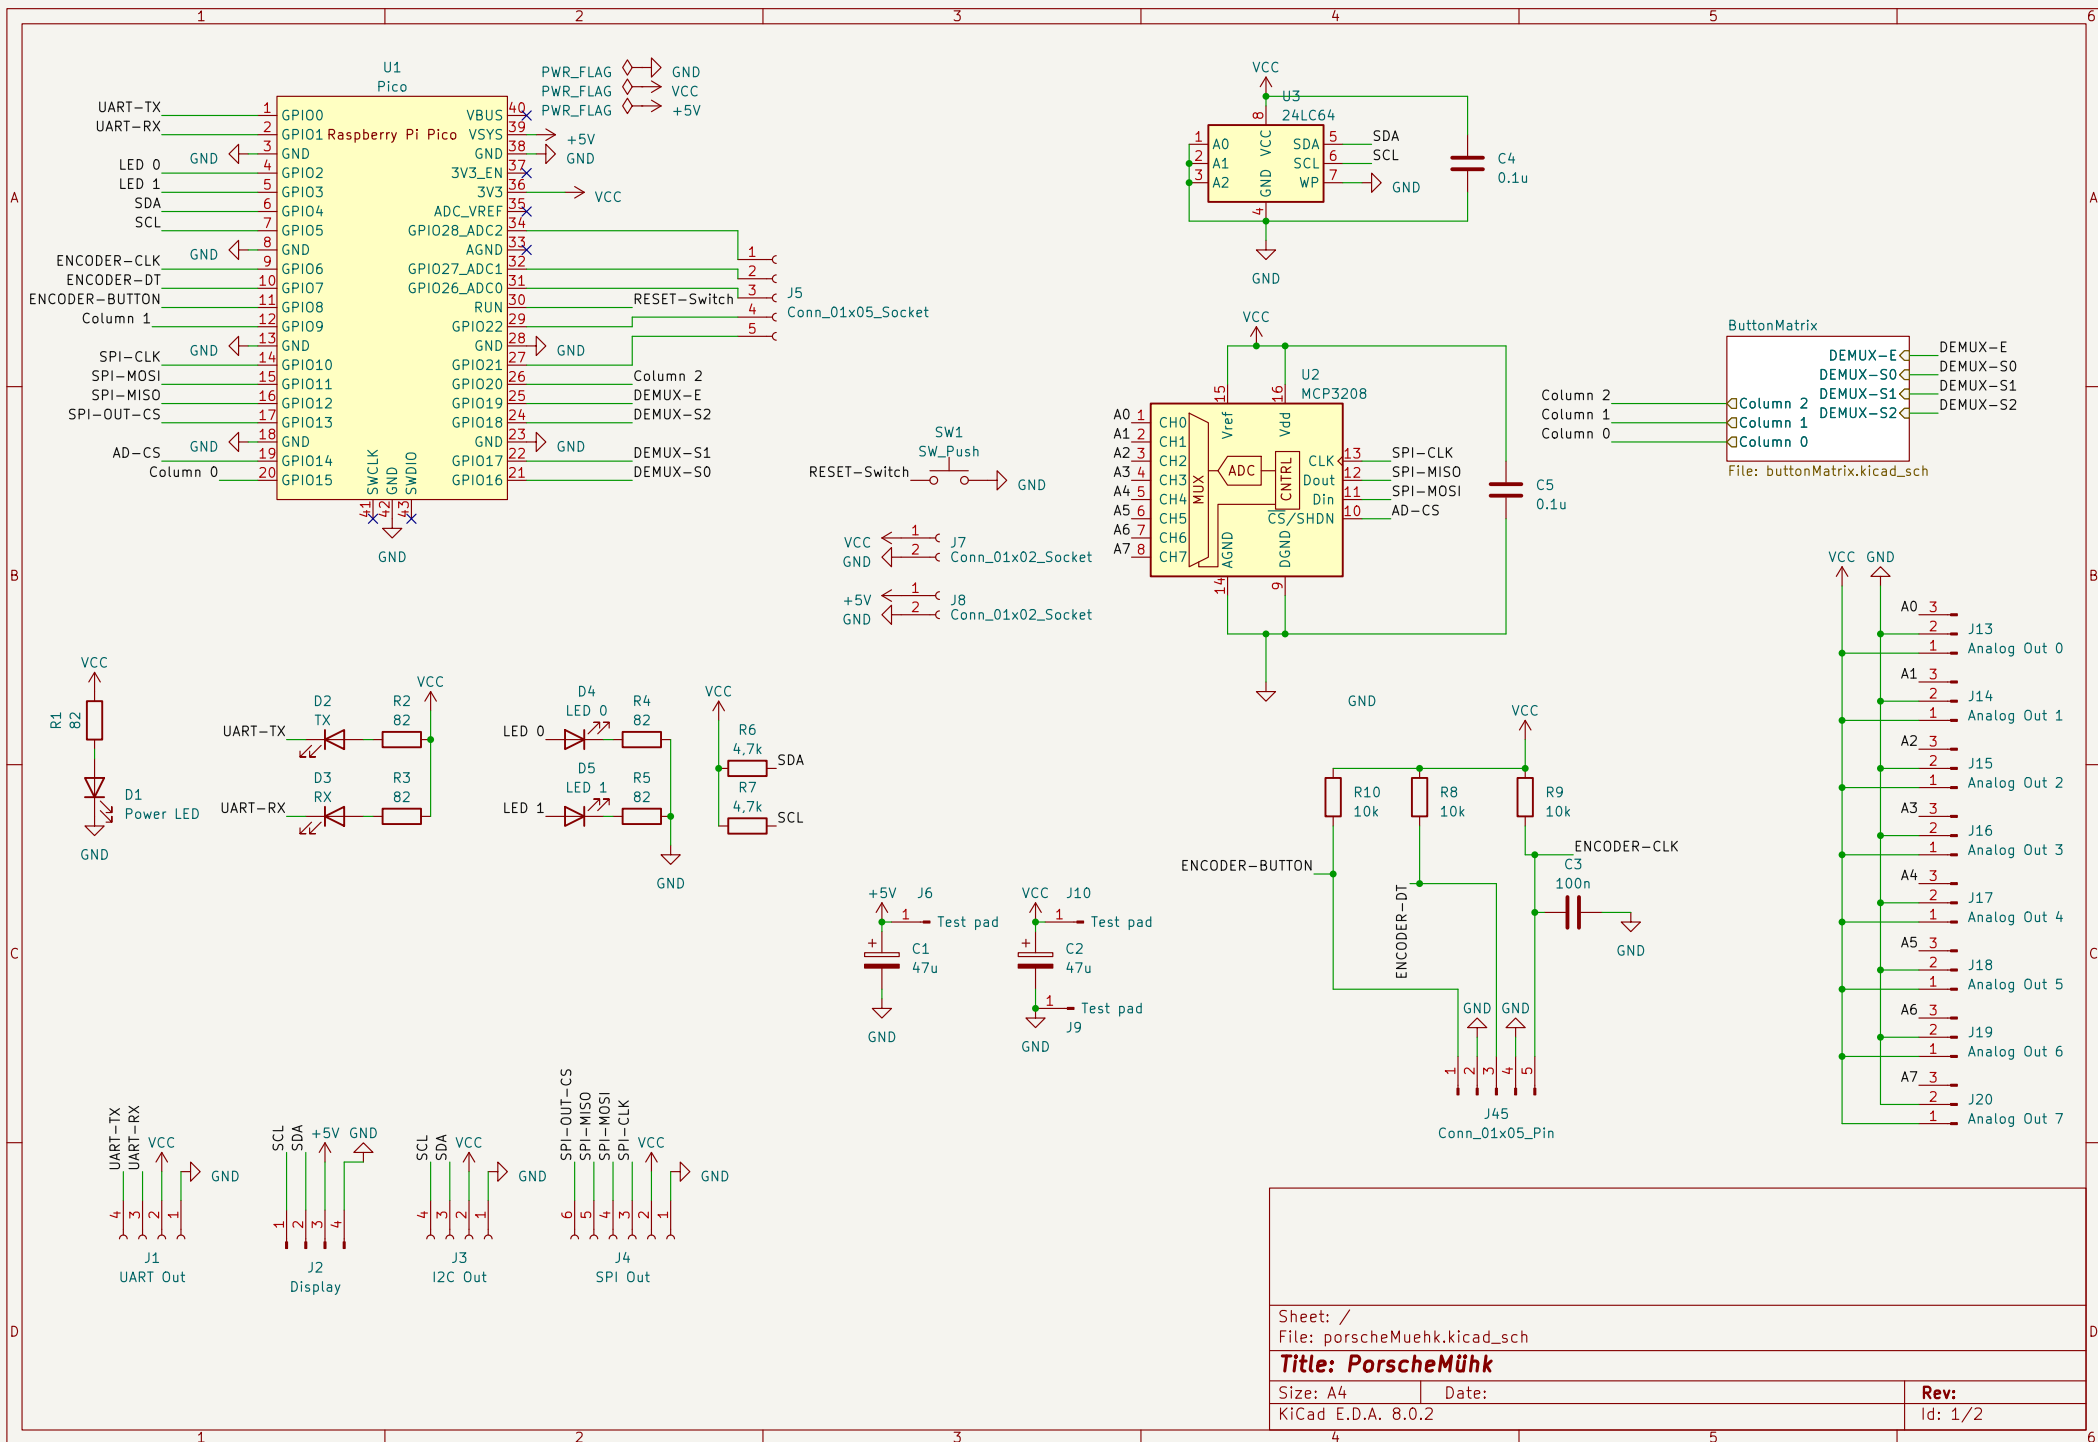 1 2 3 4 5 6
A
B
C
D
U1
Pico
Raspberry Pi Pico
UART-TX 1 GPIO0
UART-RX 2 GPIO1
GND 3 GND
LED 0 4 GPIO2
LED 1 5 GPIO3
SDA 6 GPIO4
SCL 7 GPIO5
GND 8 GND
ENCODER-CLK 9 GPIO6
ENCODER-DT 10 GPIO7
ENCODER-BUTTON 11 GPIO8
Column 1 12 GPIO9
GND 13 GND
SPI-CLK 14 GPIO10
SPI-MOSI 15 GPIO11
SPI-MISO 16 GPIO12
SPI-OUT-CS 17 GPIO13
GND 18 GND
AD-CS 19 GPIO14
Column 0 20 GPIO15
VBUS 40
VSYS 39 +5V
GND 38 GND
3V3_EN 37
3V3 36 VCC
ADC_VREF 35
GPIO28_ADC2 34
AGND 33
GPIO27_ADC1 32
GPIO26_ADC0 31
RUN 30 RESET-Switch
GPIO22 29
GND 28 GND
GPIO21 27
GPIO20 26 Column 2
GPIO19 25 DEMUX-E
GPIO18 24 DEMUX-S2
GND 23 GND
GPIO17 22 DEMUX-S1
GPIO16 21 DEMUX-S0
SWCLK GND SWDIO
41 42 43
GND
PWR_FLAG GND
PWR_FLAG VCC
PWR_FLAG +5V
1
2
3
4
5
J5
Conn_01x05_Socket
VCC
U3
24LC64
8
VCC
1 A0
2 A1
3 A2
SDA 5 SDA
SCL 6 SCL
WP 7 GND
GND
4
GND
C4
0.1u
VCC
U2
MCP3208
15 16
Vref Vdd
A0 1 CH0
A1 2 CH1
A2 3 CH2
A3 4 CH3
A4 5 CH4
A5 6 CH5
A6 7 CH6
A7 8 CH7
MUX
ADC
CNTRL
CLK 13 SPI-CLK
Dout 12 SPI-MISO
Din 11 SPI-MOSI
CS/SHDN 10 AD-CS
AGND DGND
14 9
GND
C5
0.1u
ButtonMatrix
DEMUX-E DEMUX-E
DEMUX-S0 DEMUX-S0
DEMUX-S1 DEMUX-S1
DEMUX-S2 DEMUX-S2
Column 2 Column 2
Column 1 Column 1
Column 0 Column 0
File: buttonMatrix.kicad_sch
SW1
SW_Push
RESET-Switch GND
VCC 1 J7
GND 2 Conn_01x02_Socket
+5V 1 J8
GND 2 Conn_01x02_Socket
VCC
R1
82
D1
Power LED
GND
D2
TX
UART-TX
R2
82
VCC
D3
RX
UART-RX
R3
82
D4
LED 0
LED 0
R4
82
D5
LED 1
LED 1
R5
82
GND
VCC
R6
4,7k
SDA
R7
4,7k
SCL
+5V J6
1 Test pad
C1
47u
GND
VCC J10
1 Test pad
C2
47u
1 Test pad
J9
GND
VCC
R10
10k
R8
10k
R9
10k
ENCODER-BUTTON
ENCODER-DT
ENCODER-CLK
C3
100n
GND
GND GND
1 2 3 4 5
J45
Conn_01x05_Pin
VCC GND
A0 3
2 J13
1 Analog Out 0
A1 3
2 J14
1 Analog Out 1
A2 3
2 J15
1 Analog Out 2
A3 3
2 J16
1 Analog Out 3
A4 3
2 J17
1 Analog Out 4
A5 3
2 J18
1 Analog Out 5
A6 3
2 J19
1 Analog Out 6
A7 3
2 J20
1 Analog Out 7
UART-TX UART-RX VCC GND
4 3 2 1
J1
UART Out
SCL SDA +5V GND
1 2 3 4
J2
Display
SCL SDA VCC GND
4 3 2 1
J3
I2C Out
SPI-OUT-CS SPI-MISO SPI-MOSI SPI-CLK VCC GND
6 5 4 3 2 1
J4
SPI Out
Sheet: /
File: porscheMuehk.kicad_sch
Title: PorscheMühk
Size: A4 Date: Rev:
KiCad E.D.A. 8.0.2 Id: 1/2
A
B
C
D
1 2 3 4 5 6